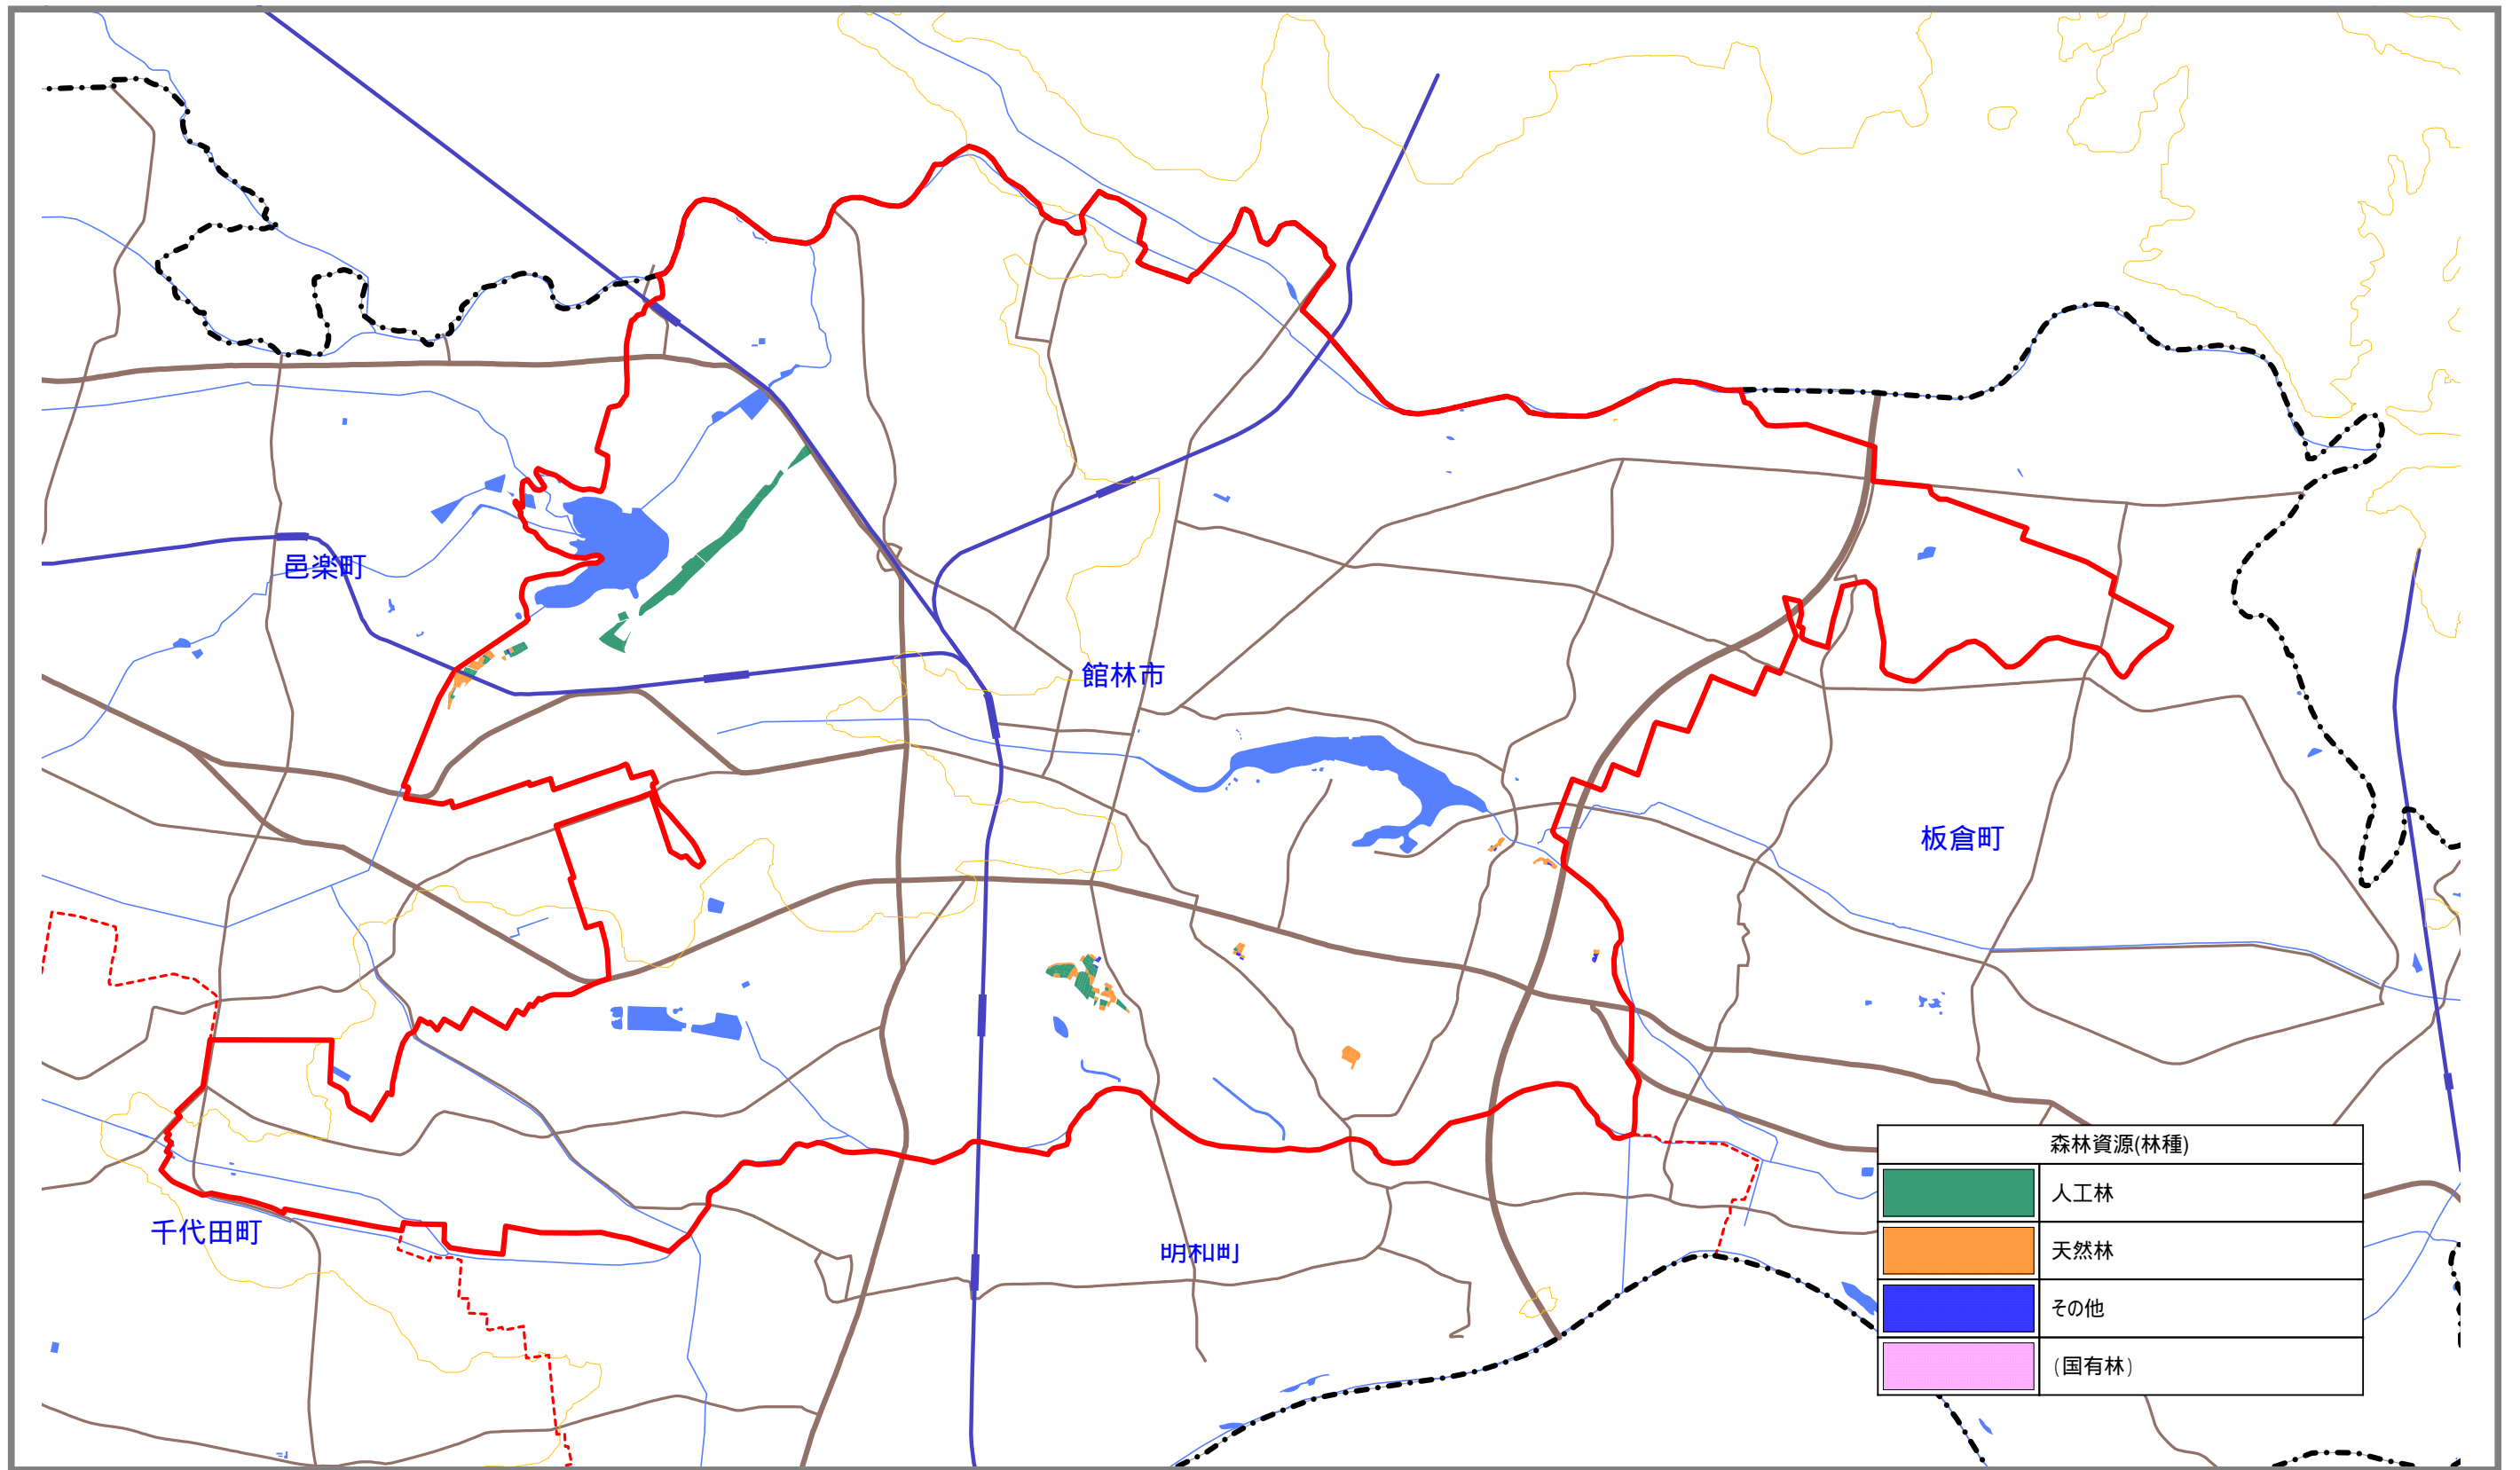 邑楽町
館林市
板倉町
千代田町
明和町
森林資源(林種)
人工林
天然林
その他
(国有林)